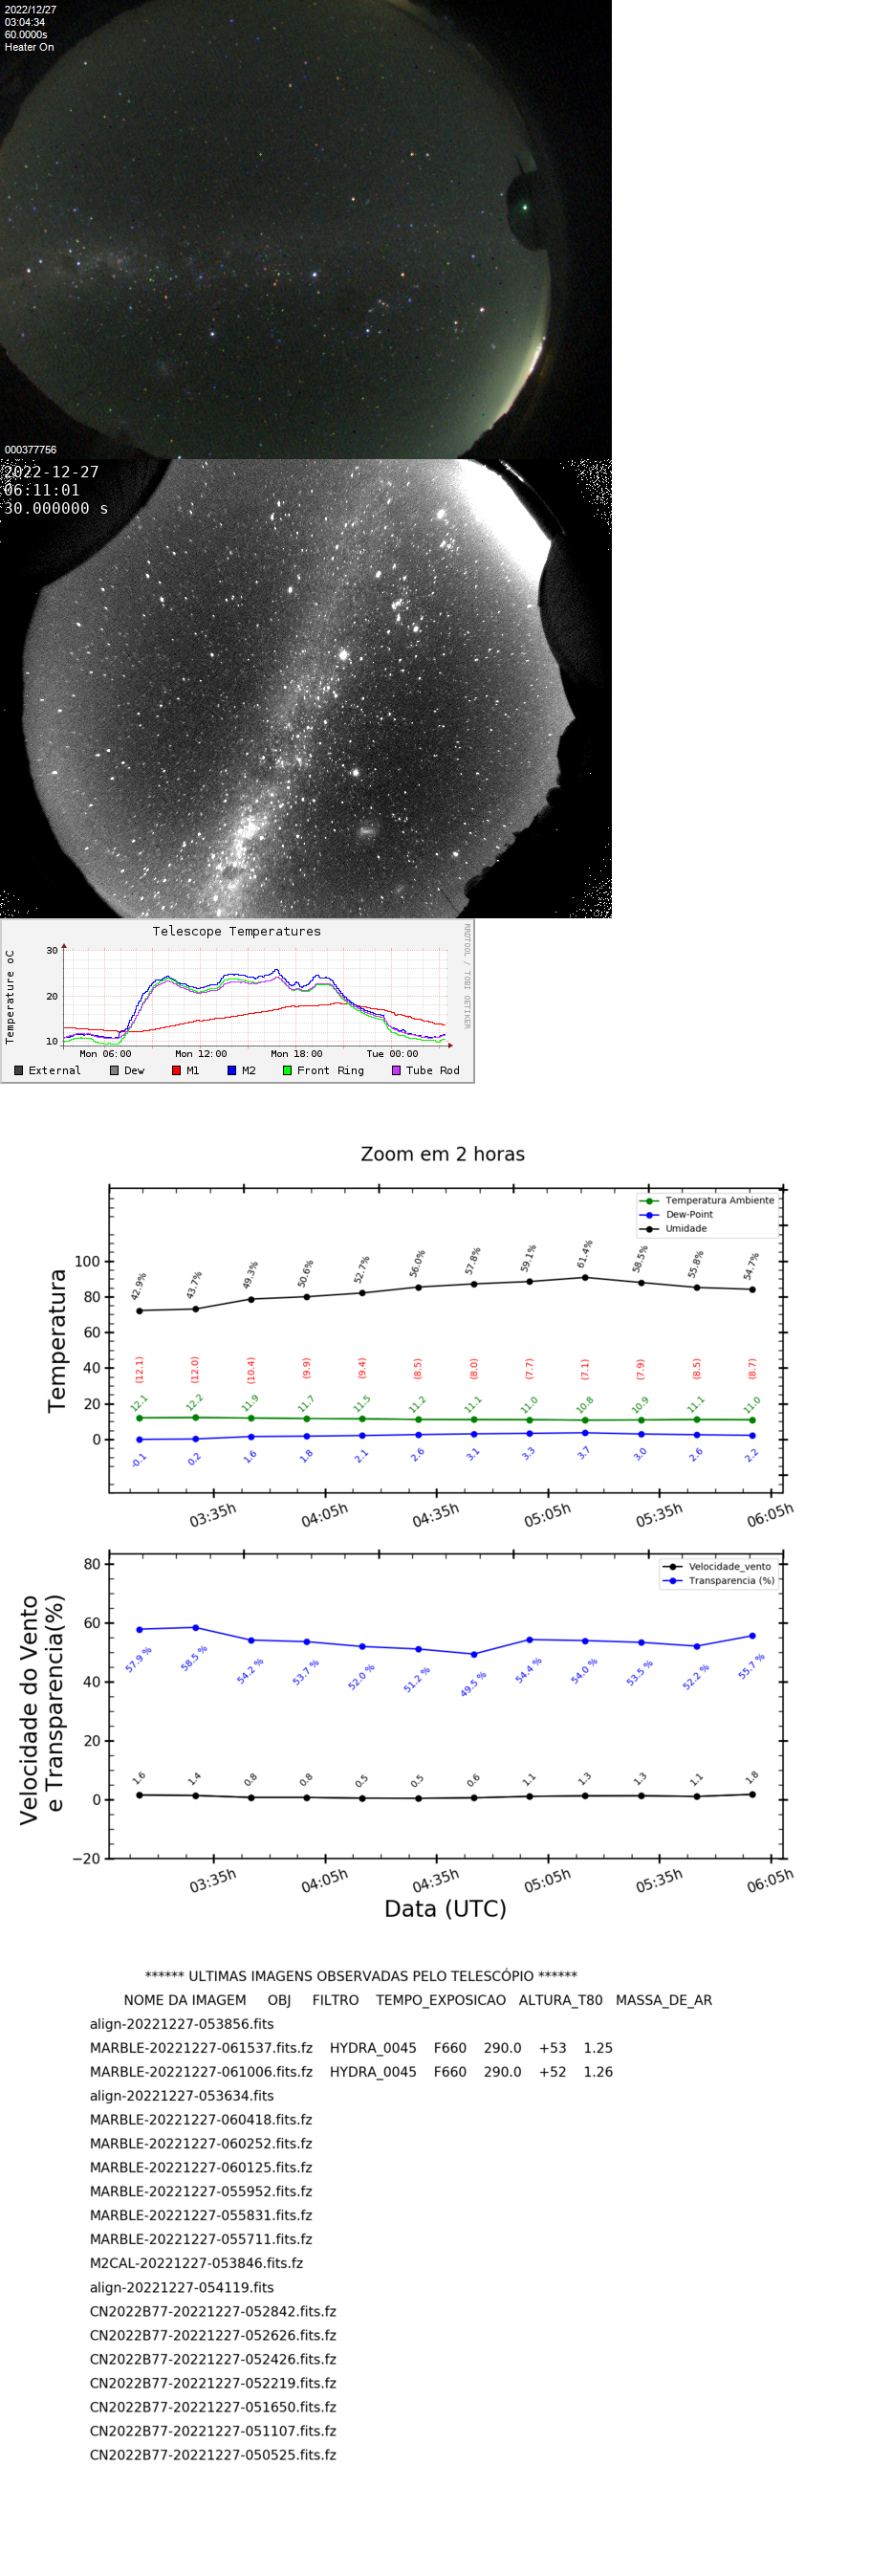 2022/12/27
03:04:34
60.0000s
Heater On
000377756
2022-12-27
06:11:01
30.000000 s
Telescope Temperatures
RRDTOOL / TOBI OETIKER
Temperature oC
30
20
10
Mon 06:00 Mon 12:00 Mon 18:00 Tue 00:00
External Dew M1 M2 Front Ring Tube Rod
Zoom em 2 horas
Temperatura Ambiente
Dew-Point
Umidade
Temperatura
100
80
60
40
20
0
42.9% 43.7% 49.3% 50.6% 52.7% 56.0% 57.8% 59.1% 61.4% 58.5% 55.8% 54.7%
(12.1) (12.0) (10.4) (9.9) (9.4) (8.5) (8.0) (7.7) (7.1) (7.9) (8.5) (8.7)
12.1 12.2 11.9 11.7 11.5 11.2 11.1 11.0 10.8 10.9 11.1 11.0
-0.1 0.2 1.6 1.8 2.1 2.6 3.1 3.3 3.7 3.0 2.6 2.2
03:35h 04:05h 04:35h 05:05h 05:35h 06:05h
Velocidade_vento
Transparencia (%)
Velocidade do Vento
e Transparencia(%)
80
60
40
20
0
−20
57.9 % 58.5 % 54.2 % 53.7 % 52.0 % 51.2 % 49.5 % 54.4 % 54.0 % 53.5 % 52.2 % 55.7 %
1.6 1.4 0.8 0.8 0.5 0.5 0.6 1.1 1.3 1.3 1.1 1.8
03:35h 04:05h 04:35h 05:05h 05:35h 06:05h
Data (UTC)
****** ULTIMAS IMAGENS OBSERVADAS PELO TELESCÓPIO ******
NOME DA IMAGEM OBJ FILTRO TEMPO_EXPOSICAO ALTURA_T80 MASSA_DE_AR
align-20221227-053856.fits
MARBLE-20221227-061537.fits.fz HYDRA_0045 F660 290.0 +53 1.25
MARBLE-20221227-061006.fits.fz HYDRA_0045 F660 290.0 +52 1.26
align-20221227-053634.fits
MARBLE-20221227-060418.fits.fz
MARBLE-20221227-060252.fits.fz
MARBLE-20221227-060125.fits.fz
MARBLE-20221227-055952.fits.fz
MARBLE-20221227-055831.fits.fz
MARBLE-20221227-055711.fits.fz
M2CAL-20221227-053846.fits.fz
align-20221227-054119.fits
CN2022B77-20221227-052842.fits.fz
CN2022B77-20221227-052626.fits.fz
CN2022B77-20221227-052426.fits.fz
CN2022B77-20221227-052219.fits.fz
CN2022B77-20221227-051650.fits.fz
CN2022B77-20221227-051107.fits.fz
CN2022B77-20221227-050525.fits.fz